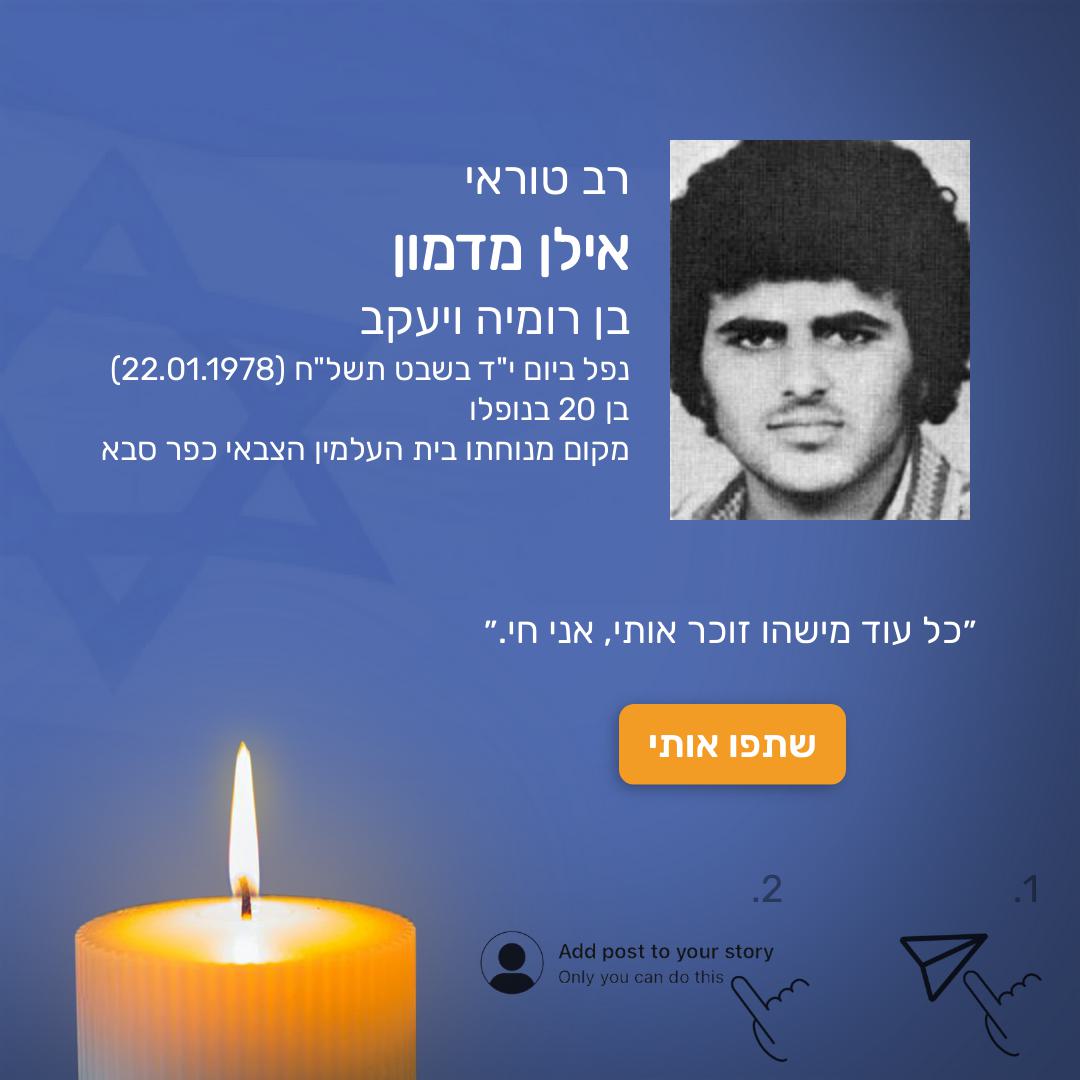 רב טוראי
אילן מדמון
בן רומיה ויעקב
נפל ביום י"ד בשבט תשל"ח (22.01.1978)
בן 20 בנופלו
מקום מנוחתו בית העלמין הצבאי כפר סבא
״כל עוד מישהו זוכר אותי, אני חי.״
שתפו אותי
1.
2.
Add post to your story
Only you can do this